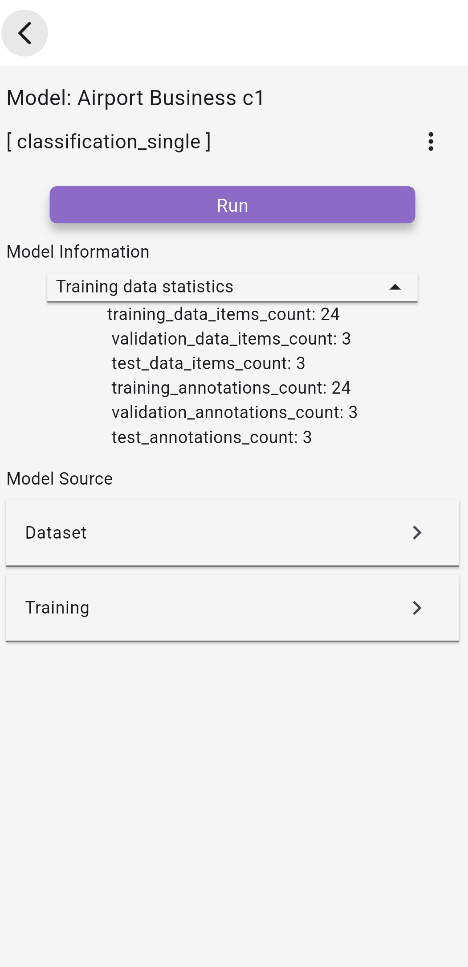 Model: Airport Business c1
[ classification_single ]
Run
Model Information
Training data statistics
training_data_items_count: 24
validation_data_items_count: 3
test_data_items_count: 3
training_annotations_count: 24
validation_annotations_count: 3
test_annotations_count: 3
Model Source
Dataset
Training